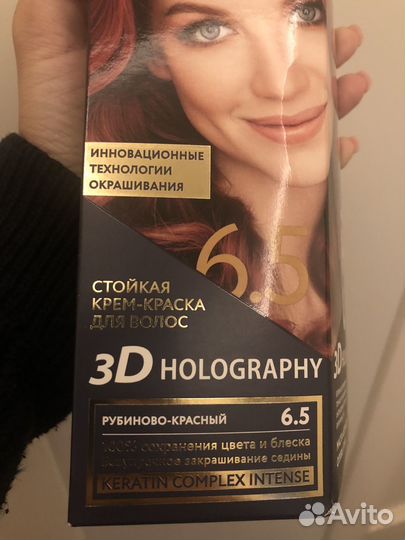 ИННОВАЦИОННЫЕ
ТЕХНОЛОГИИ
ОКРАШИВАНИЯ
6.5
СТОЙКАЯ
КРЕМ-КРАСКА
ДЛЯ ВОЛОС
3D HOLOGRAPHY
3D
РУБИНОВО-КРАСНЫЙ 6.5
100% сохранения цвета и блеска
закрашивание седины
KERATIN COMPLEX INTENSE
Avito